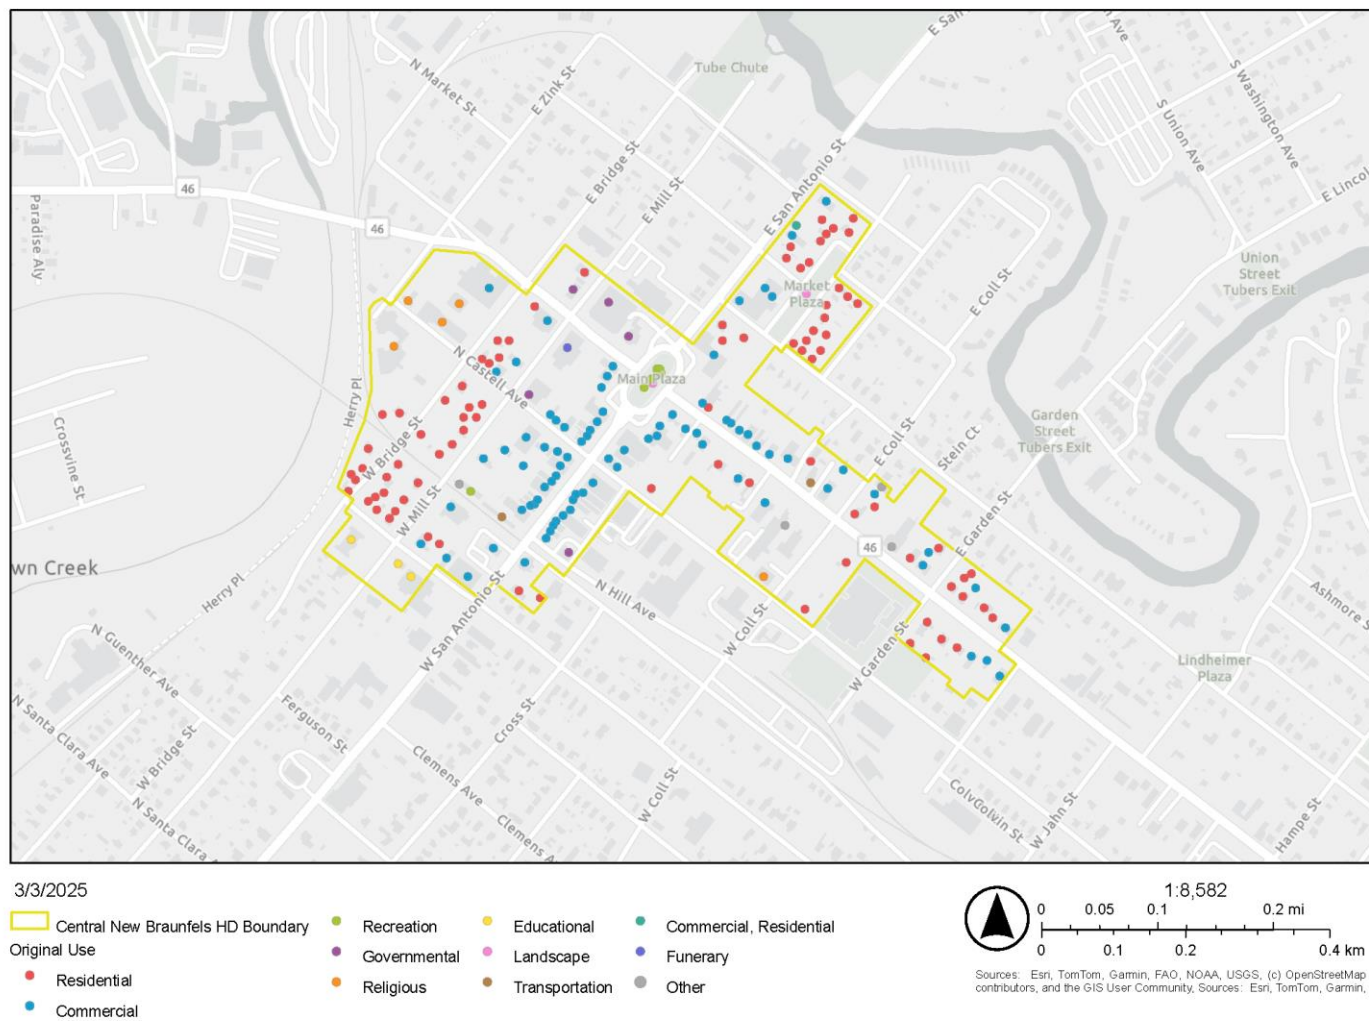 E San
N Market St
E Zink St
Tube Chute
n Ave
S Washington Ave
S Union Ave
E Bridge St
E Mill St
E San Antonio St
E Lincol
46
Paradise Aly
46
Market
Plaza
E Coll St
Union
Street
Tubers Exit
N Castell Ave
Main Plaza
Herry Pl
Crossvine St
W Bridge St
E Coll St
Stein Ct
Garden
Street
Tubers Exit
W Mill St
E Garden St
46
wn Creek
Herry Pl
N Hill Ave
W San Antonio St
W Coll St
W Garden St
Ashmore S
N Guenther Ave
Lindheimer
Plaza
N Santa Clara Ave
W Bridge St
Ferguson St
Cross St
Clemens Ave
W Coll St
Clemens A
N Santa Clara A
ColvGolvin St
W Jahn St
Hampe St
3/3/2025
Central New Braunfels HD Boundary
Original Use
Residential
Commercial
Recreation
Governmental
Religious
Educational
Landscape
Transportation
Commercial, Residential
Funerary
Other
1:8,582
0 0.05 0.1 0.2 mi
0 0.1 0.2 0.4 km
Sources: Esri, TomTom, Garmin, FAO, NOAA, USGS, (c) OpenStreetMap
contributors, and the GIS User Community, Sources: Esri, TomTom, Garmin,